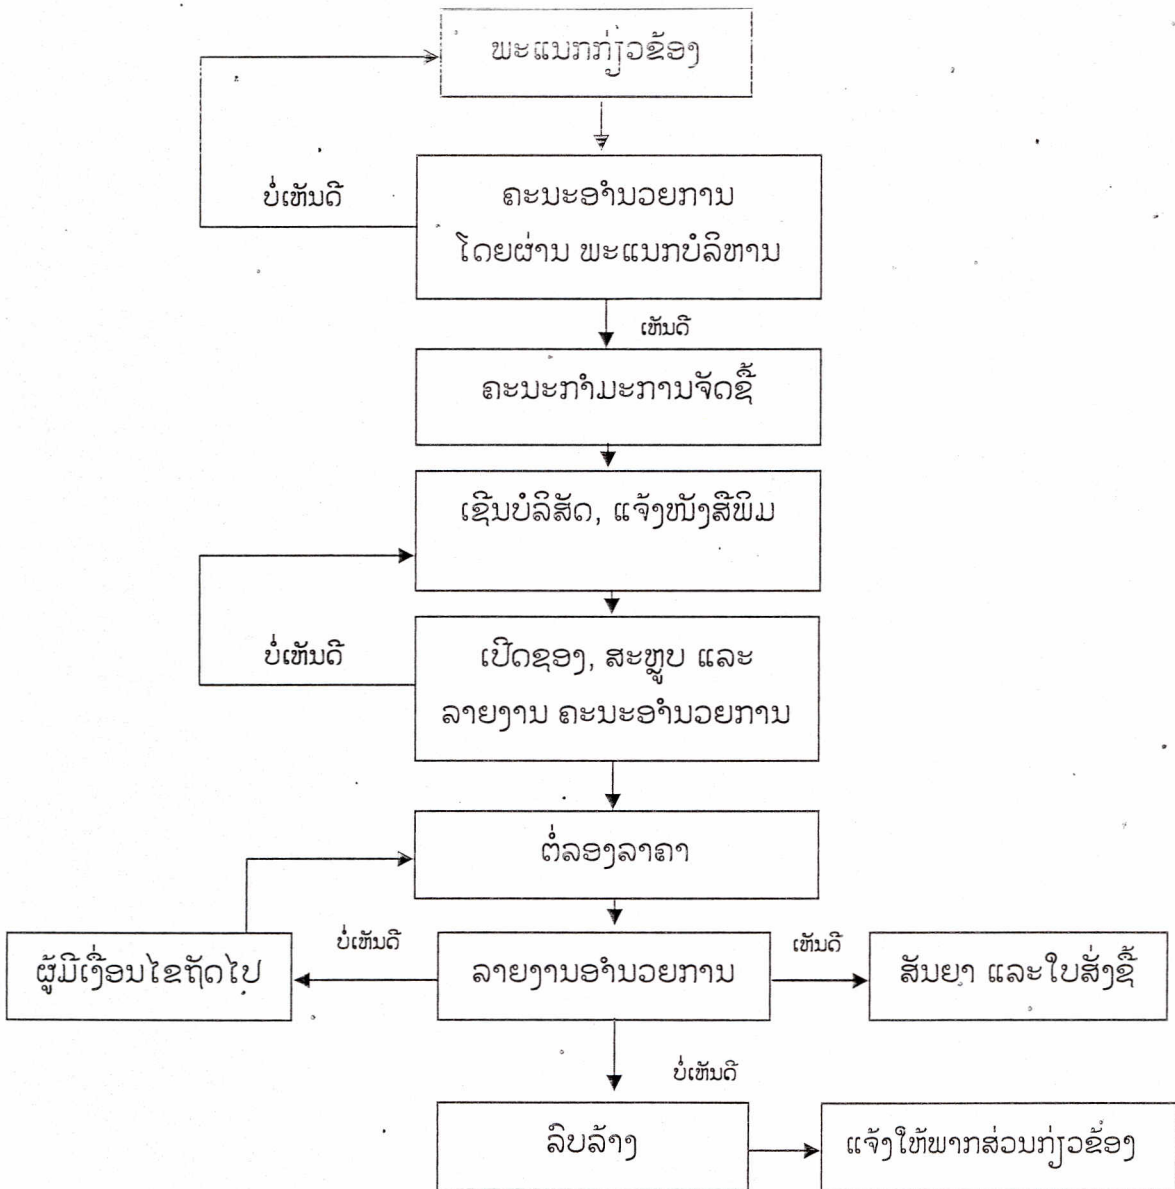 ພະແນກກ່ຽວຂ້ອງ
ບໍ່ເຫັນດີ
ຄະນະອຳນວຍການ
ໂດຍຜ່ານ ພະແນກບໍລິຫານ
ເຫັນດີ
ຄະນະກຳມະການຈັດຊື້
ເຊີນບໍລິສັດ, ແຈ້ງໜັງສືພິມ
ບໍ່ເຫັນດີ
ເປີດຊອງ, ສະຫຼູບ ແລະ
ລາຍງານ ຄະນະອຳນວຍການ
ຕໍ່ລອງລາຄາ
ບໍ່ເຫັນດີ
ເຫັນດີ
ຜູ້ມີເງື່ອນໄຂຖັດໄປ
ລາຍງານອຳນວຍການ
ສັນຍາ ແລະໃບສັ່ງຊື້
ບໍ່ເຫັນດີ
ລົບລ້າງ
ແຈ້ງໃຫ້ພາກສ່ວນກ່ຽວຂ້ອງ